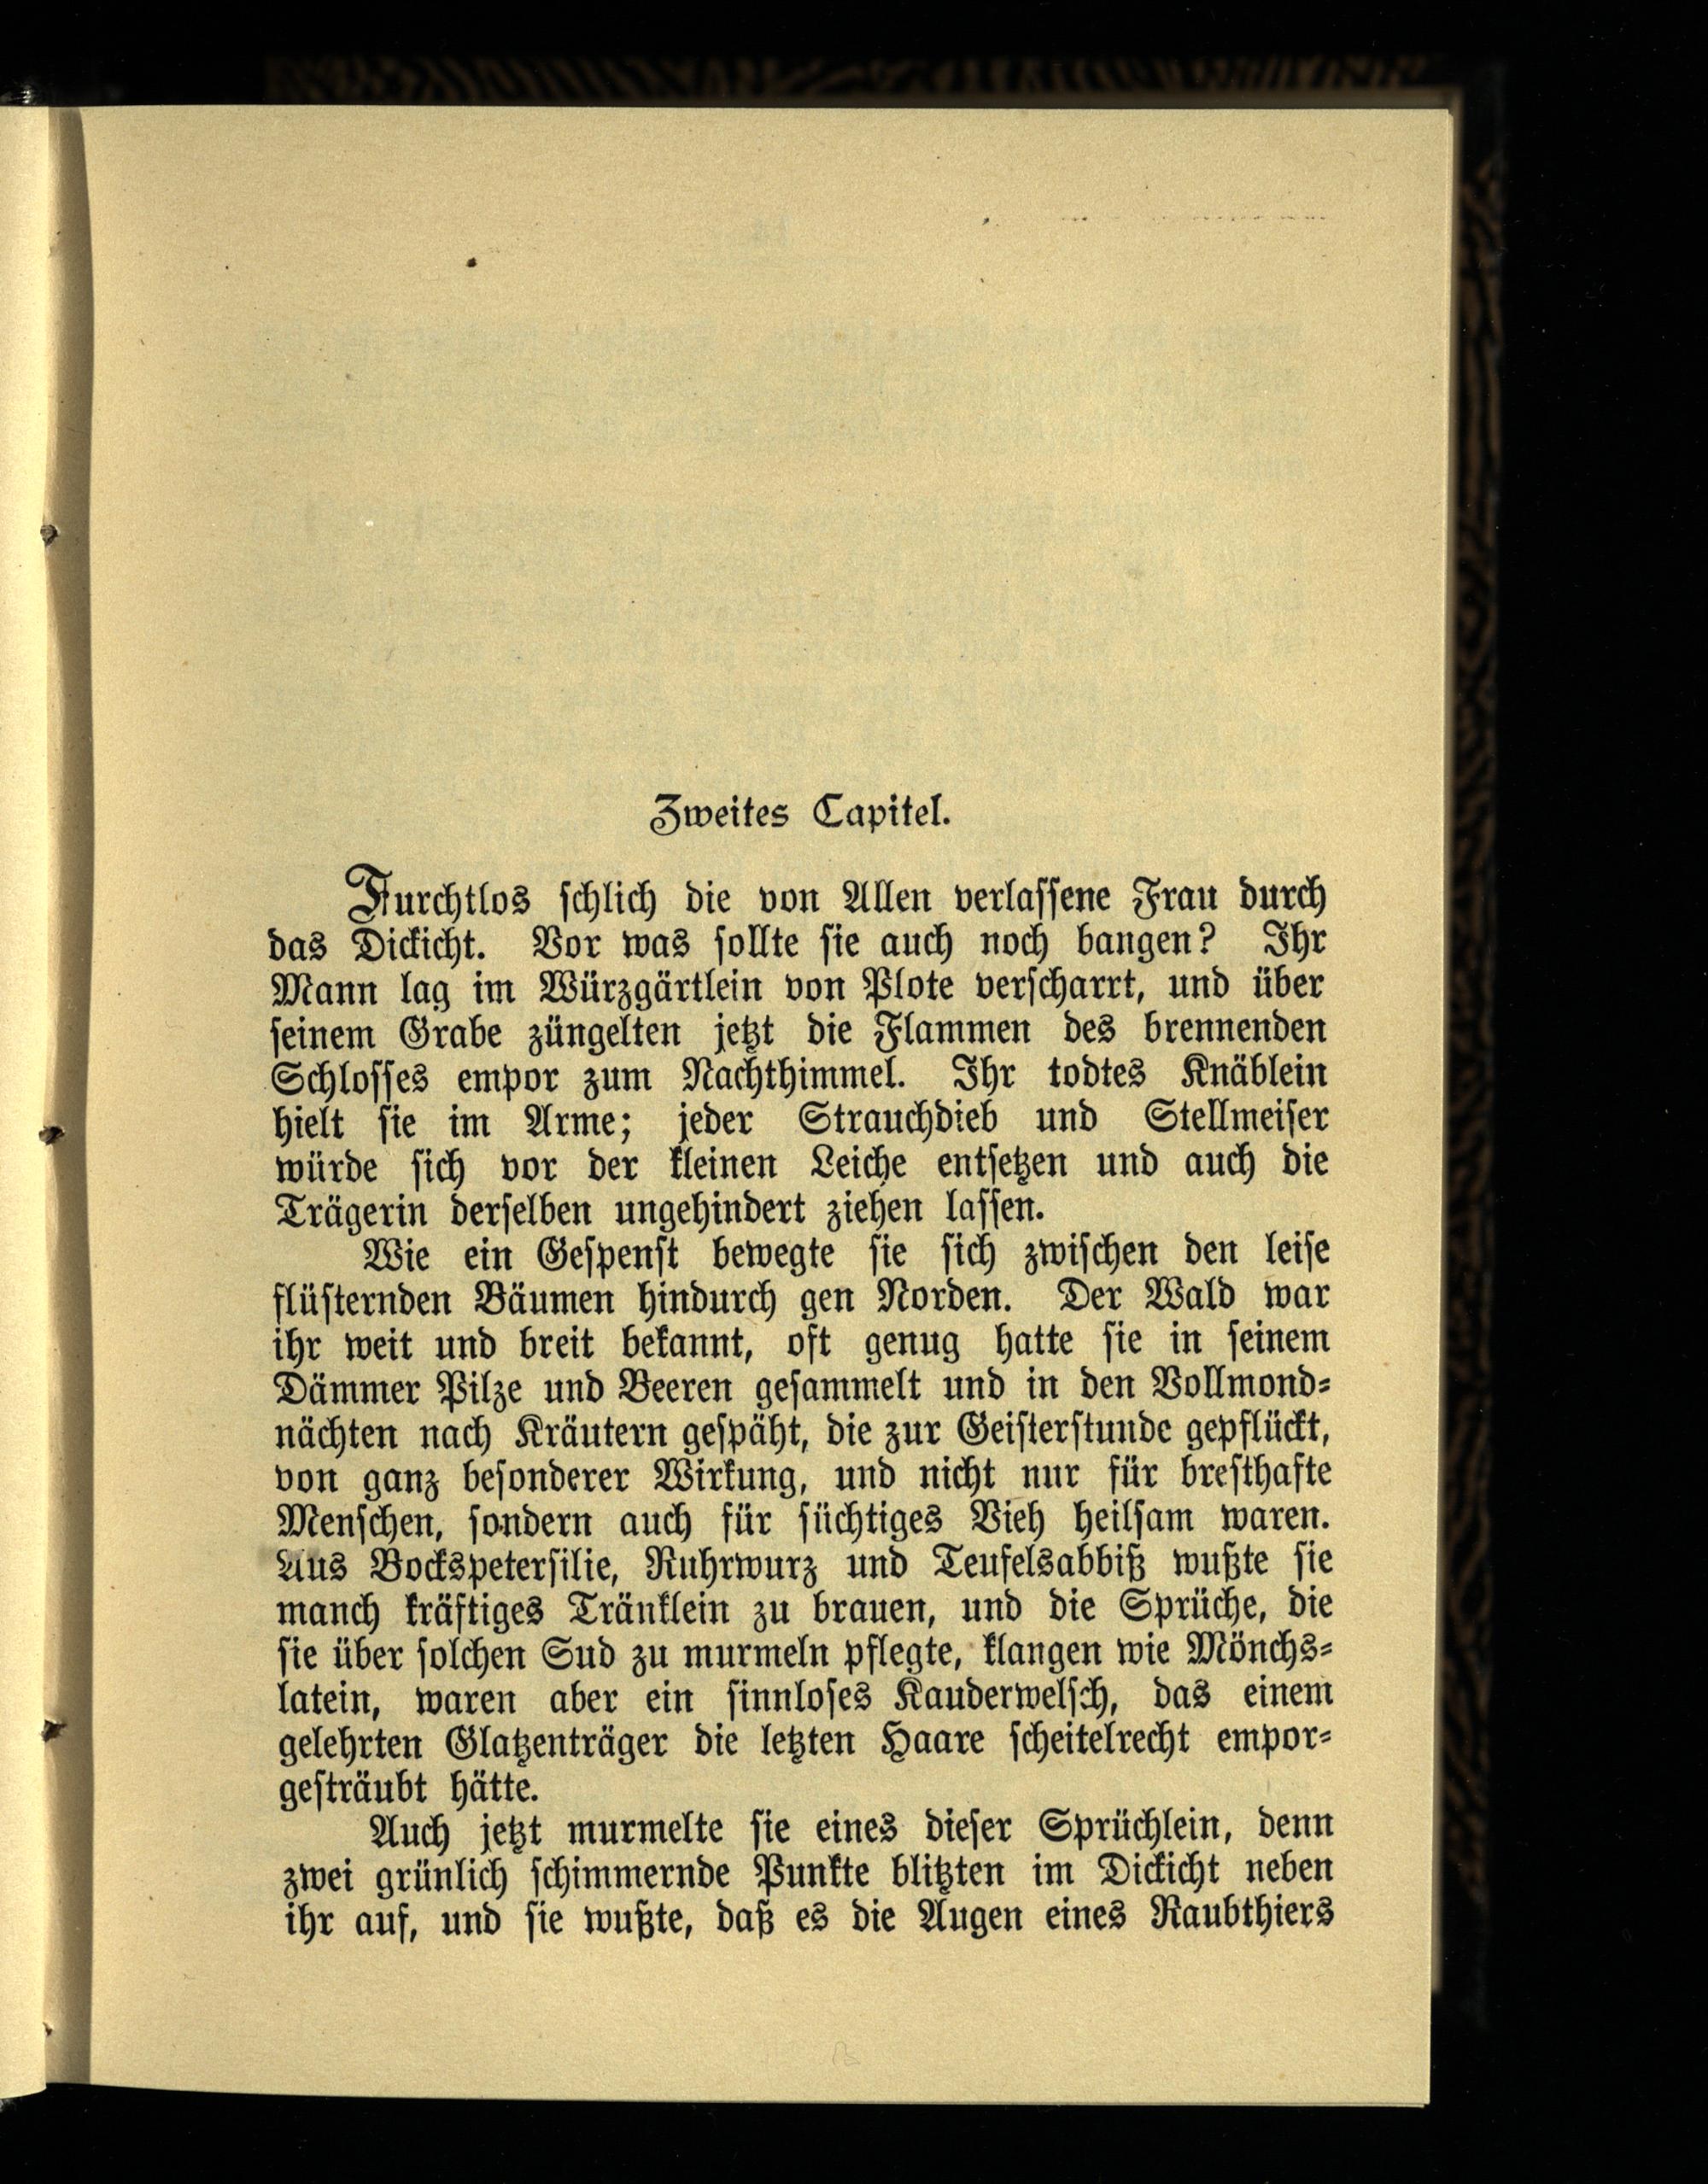 Zweites Capitel.
Furchtlos schlich die von Allen verlassene Frau durch
das Dickicht. Vor was sollte sie auch noch bangen? Ihr
Mann lag im Würzgärtlein von Plote verscharrt, und über
seinem Grabe züngelten jetzt die Flammen des brennenden
Schlosses empor zum Nachthimmel. Ihr todtes Knäblein
hielt sie im Arme; jeder Strauchdieb und Stellmeiser
würde sich vor der kleinen Leiche entsetzen und auch die
Trägerin derselben ungehindert ziehen lassen.
Wie ein Gespenst bewegte sie sich zwischen den leise
flüsternden Bäumen hindurch gen Norden. Der Wald war
ihr weit und breit bekannt, oft genug hatte sie in seinem
Dämmer Pilze und Beeren gesammelt und in den Vollmond-
nächten nach Kräutern gespäht, die zur Geisterstunde gepflückt,
von ganz besonderer Wirkung, und nicht nur für bresthafte
Menschen, sondern auch für süchtiges Vieh heilsam waren.
Aus Bockspetersilie, Ruhrwurz und Teufelsabbiß wußte sie
manch kräftiges Tränklein zu brauen, und die Sprüche, die
sie über solchen Sud zu murmeln pflegte, klangen wie Mönchs-
latein, waren aber ein sinnloses Kauderwelsch, das einem
gelehrten Glatzenträger die letzten Haare scheitelrecht empor-
gesträubt hätte.
Auch jetzt murmelte sie eines dieser Sprüchlein, denn
zwei grünlich schimmernde Punkte blitzten im Dickicht neben
ihr auf, und sie wußte, daß es die Augen eines Raubthiers